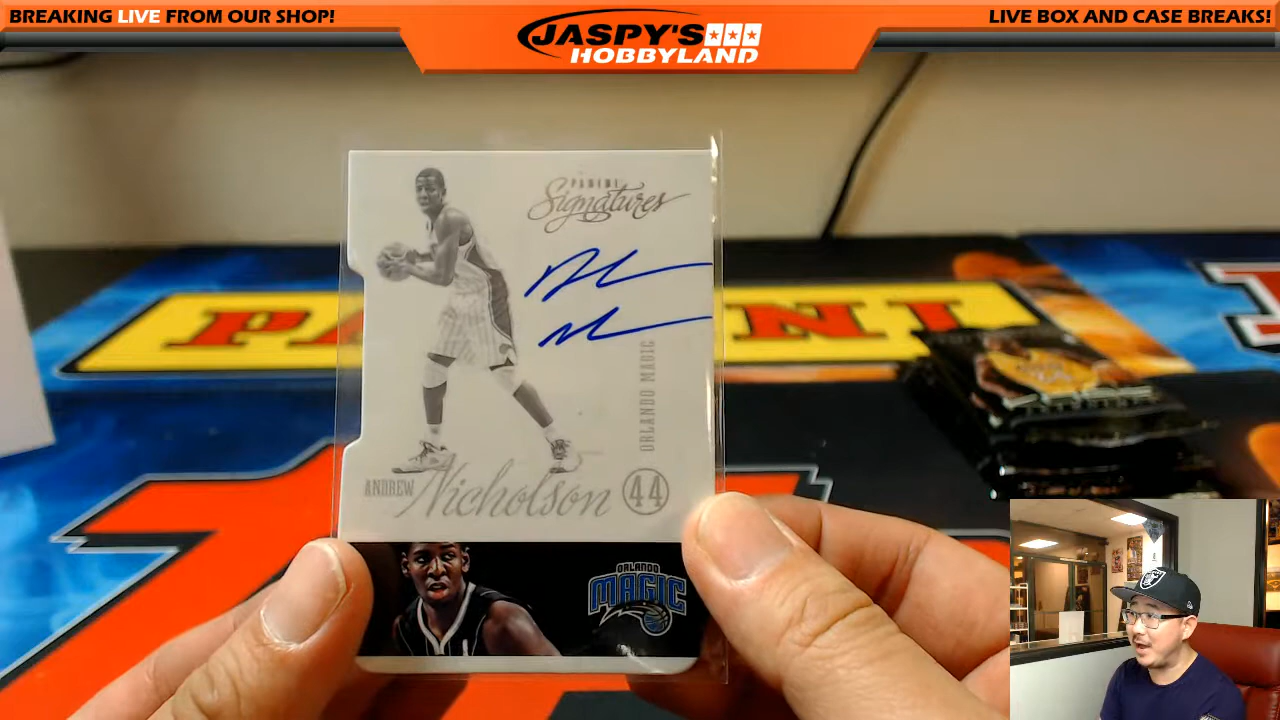 BREAKING LIVE FROM OUR SHOP!
JASPY'S
HOBBYLAND
LIVE BOX AND CASE BREAKS!
PANINI
Signatures
ORLANDO MAGIC
ANDREW Nicholson 44
ORLANDO
MAGIC